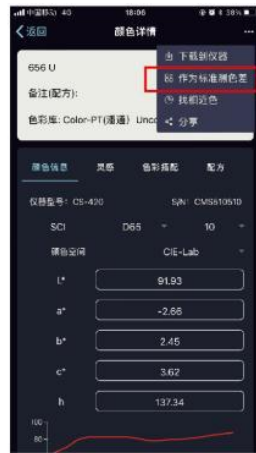 中国移动 4G 18:06 38%
返回 颜色详情 ...
下载到仪器
656 U
作为标准测色差
备注(配方):
找相近色
色彩库: Color-PT(潘通) Unco
分享
颜色信息 灵感 色彩搭配 配方
仪器型号: CS-420 S/N: CMS510510
SCI D65 10
颜色空间 CIE-Lab
L* 91.93
a* -2.66
b* 2.45
c* 3.62
h 137.34
100
80